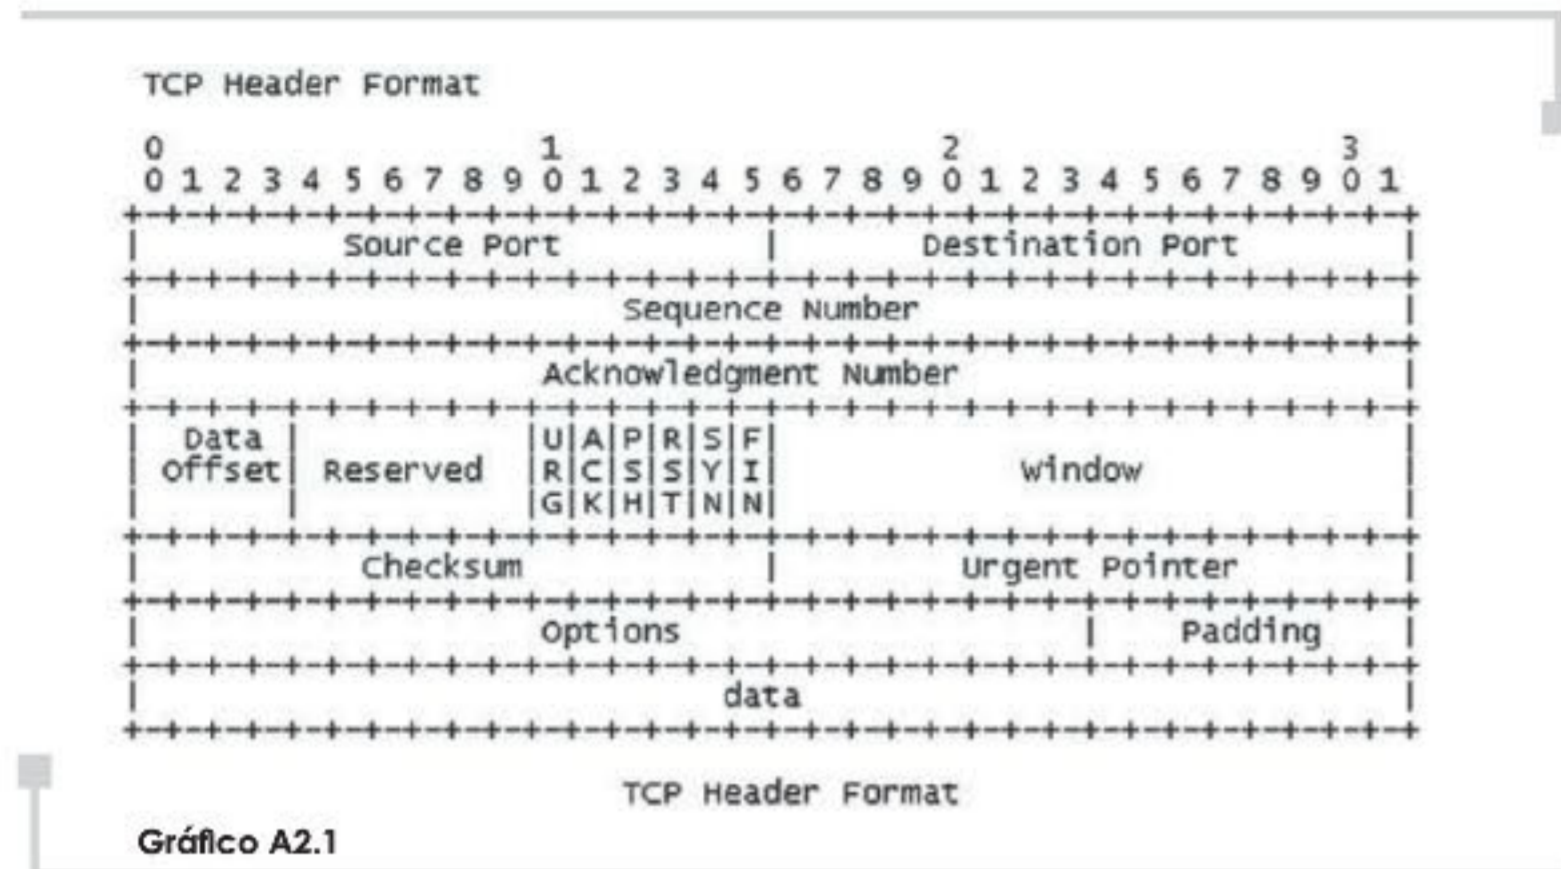 TCP Header Format
0 1 2 3
0 1 2 3 4 5 6 7 8 9 0 1 2 3 4 5 6 7 8 9 0 1 2 3 4 5 6 7 8 9 0 1
+-+-+-+-+-+-+-+-+-+-+-+-+-+-+-+-+-+-+-+-+-+-+-+-+-+-+-+-+-+-+-+-+
| Source Port | Destination Port |
+-+-+-+-+-+-+-+-+-+-+-+-+-+-+-+-+-+-+-+-+-+-+-+-+-+-+-+-+-+-+-+-+
| Sequence Number |
+-+-+-+-+-+-+-+-+-+-+-+-+-+-+-+-+-+-+-+-+-+-+-+-+-+-+-+-+-+-+-+-+
| Acknowledgment Number |
+-+-+-+-+-+-+-+-+-+-+-+-+-+-+-+-+-+-+-+-+-+-+-+-+-+-+-+-+-+-+-+-+
| Data | |U|A|P|R|S|F| |
| Offset| Reserved |R|C|S|S|Y|I| Window |
| | |G|K|H|T|N|N| |
+-+-+-+-+-+-+-+-+-+-+-+-+-+-+-+-+-+-+-+-+-+-+-+-+-+-+-+-+-+-+-+-+
| Checksum | Urgent Pointer |
+-+-+-+-+-+-+-+-+-+-+-+-+-+-+-+-+-+-+-+-+-+-+-+-+-+-+-+-+-+-+-+-+
| Options | Padding |
+-+-+-+-+-+-+-+-+-+-+-+-+-+-+-+-+-+-+-+-+-+-+-+-+-+-+-+-+-+-+-+-+
| data |
+-+-+-+-+-+-+-+-+-+-+-+-+-+-+-+-+-+-+-+-+-+-+-+-+-+-+-+-+-+-+-+-+
TCP Header Format
Gráfico A2.1